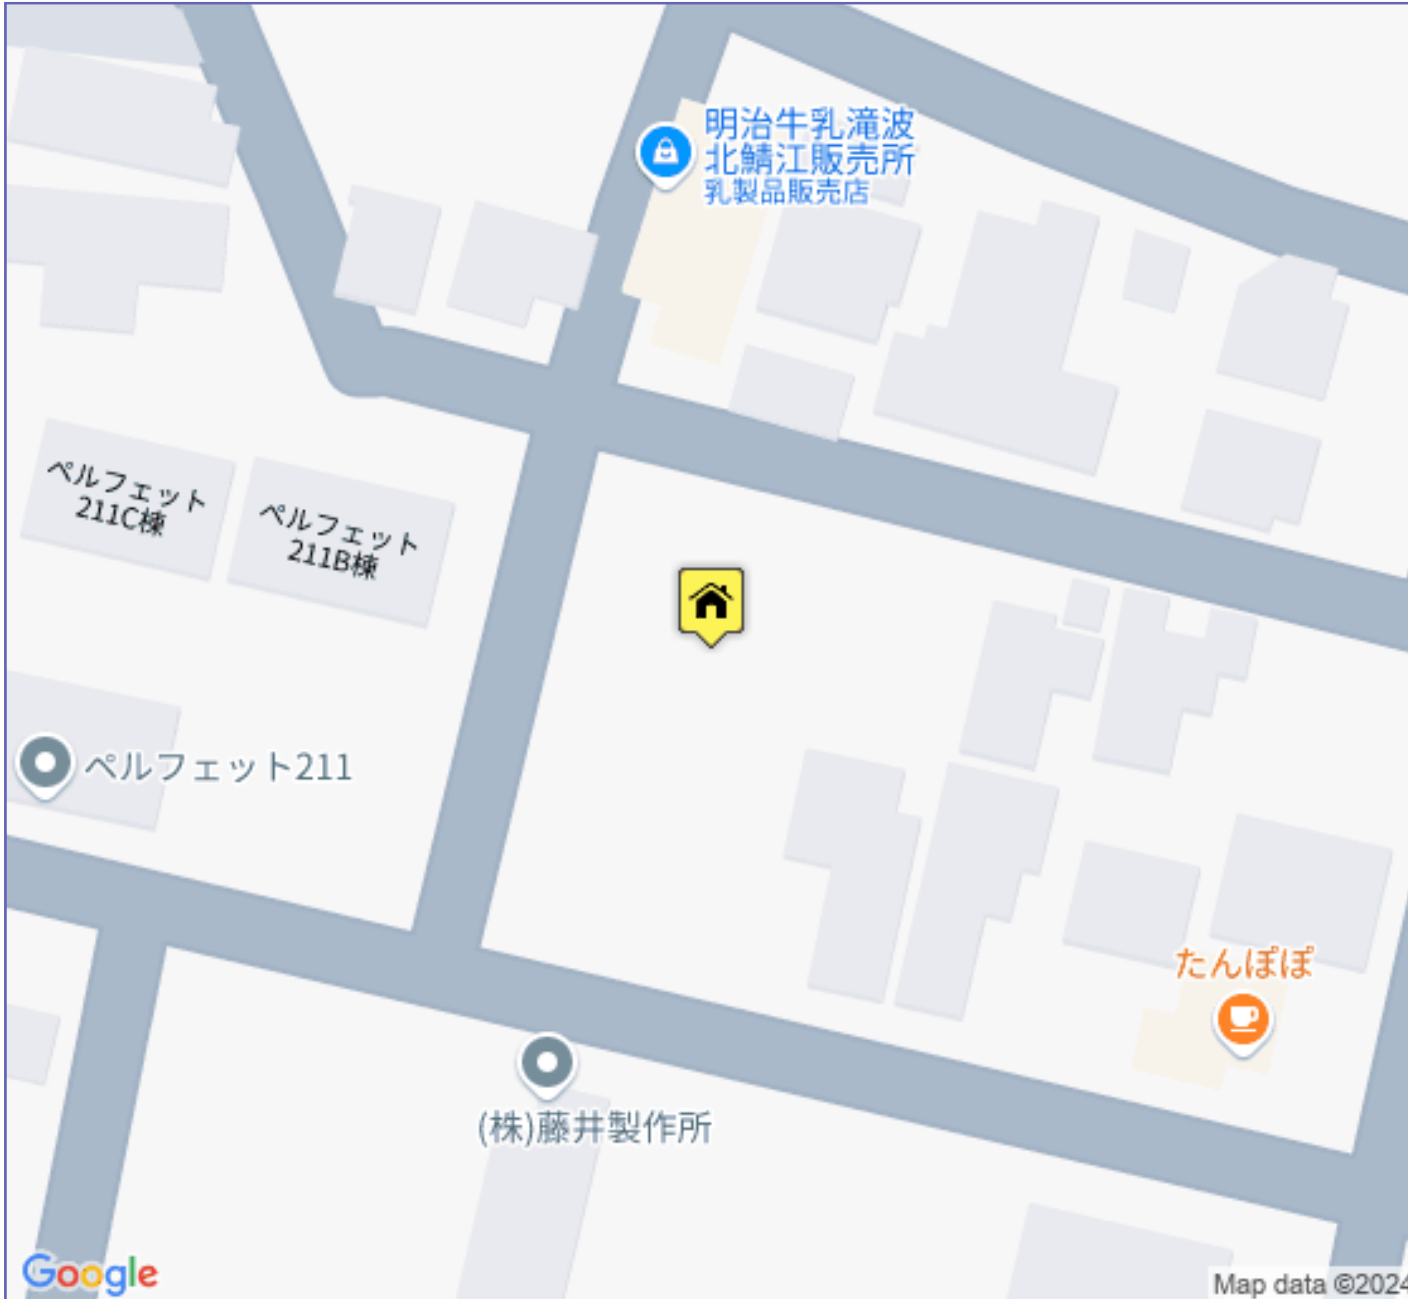 明治牛乳滝波
北鯖江販売所
乳製品販売店
ペルフェット
211C棟
ペルフェット
211B棟
ペルフェット211
たんぽぽ
(株)藤井製作所
Google
Map data ©2024